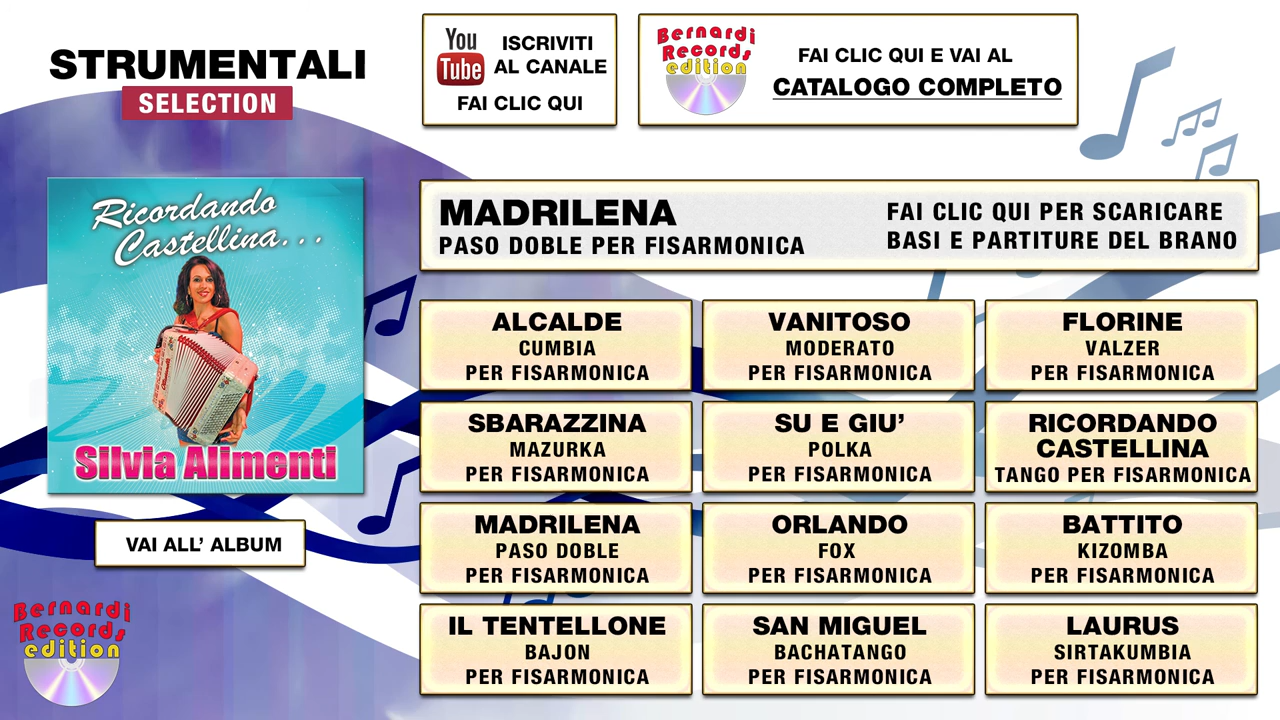 STRUMENTALI
SELECTION
You
Tube
ISCRIVITI
AL CANALE
FAI CLIC QUI
Bernardi
Records
edition
FAI CLIC QUI E VAI AL
CATALOGO COMPLETO
Ricordando
Castellina...
Silvia Alimenti
VAI ALL' ALBUM
Bernardi
Records
edition
MADRILENA
PASO DOBLE PER FISARMONICA
FAI CLIC QUI PER SCARICARE
BASI E PARTITURE DEL BRANO
ALCALDE
CUMBIA
PER FISARMONICA
VANITOSO
MODERATO
PER FISARMONICA
FLORINE
VALZER
PER FISARMONICA
SBARAZZINA
MAZURKA
PER FISARMONICA
SU E GIU'
POLKA
PER FISARMONICA
RICORDANDO
CASTELLINA
TANGO PER FISARMONICA
MADRILENA
PASO DOBLE
PER FISARMONICA
ORLANDO
FOX
PER FISARMONICA
BATTITO
KIZOMBA
PER FISARMONICA
IL TENTELLONE
BAJON
PER FISARMONICA
SAN MIGUEL
BACHATANGO
PER FISARMONICA
LAURUS
SIRTAKUMBIA
PER FISARMONICA